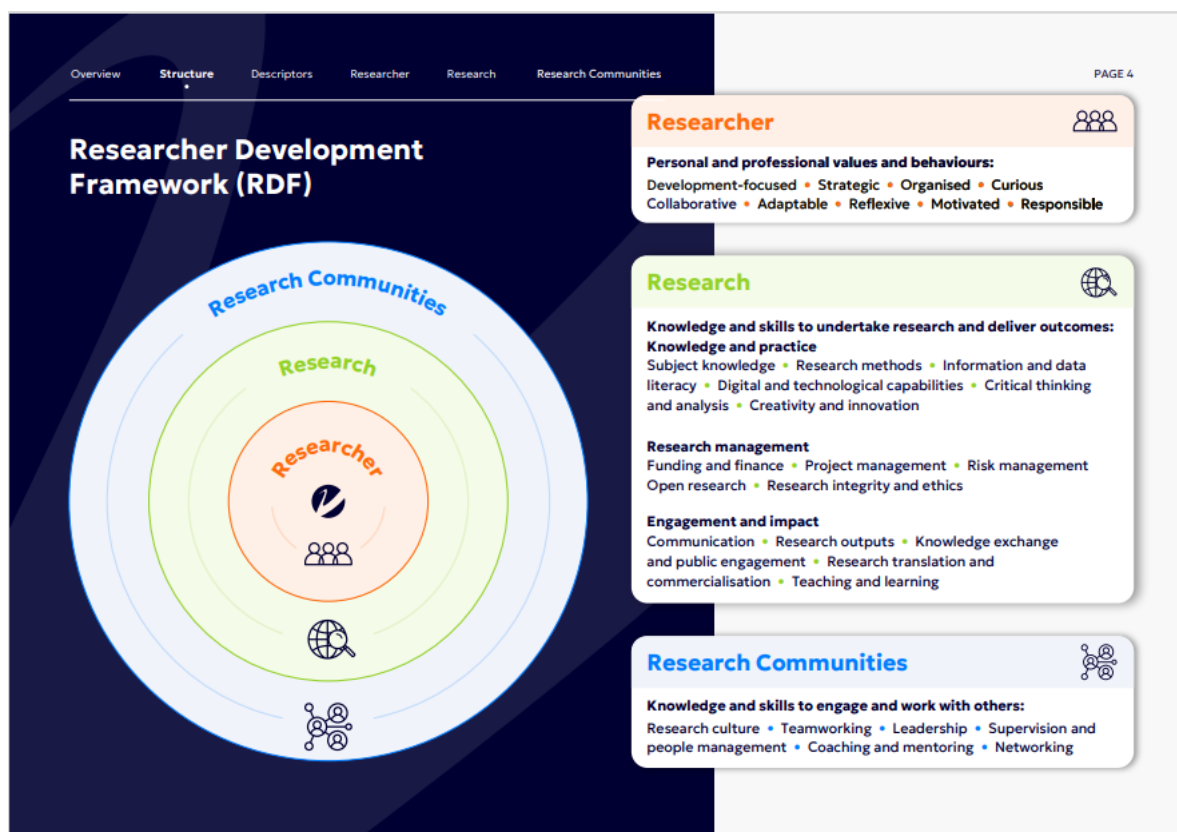 Overview Structure Descriptors Researcher Research Research Communities
PAGE 4
Researcher Development
Framework (RDF)
Research Communities
Research
Researcher
Researcher
Personal and professional values and behaviours:
Development-focused • Strategic • Organised • Curious
Collaborative • Adaptable • Reflexive • Motivated • Responsible
Research
Knowledge and skills to undertake research and deliver outcomes:
Knowledge and practice
Subject knowledge • Research methods • Information and data
literacy • Digital and technological capabilities • Critical thinking
and analysis • Creativity and innovation
Research management
Funding and finance • Project management • Risk management
Open research • Research integrity and ethics
Engagement and impact
Communication • Research outputs • Knowledge exchange
and public engagement • Research translation and
commercialisation • Teaching and learning
Research Communities
Knowledge and skills to engage and work with others:
Research culture • Teamworking • Leadership • Supervision and
people management • Coaching and mentoring • Networking